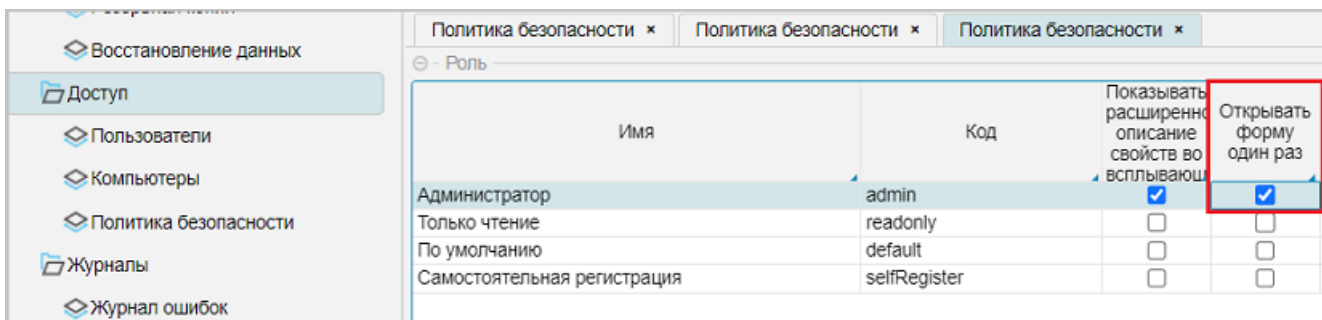 Восстановление данных
Доступ
Пользователи
Компьютеры
Политика безопасности
Журналы
Журнал ошибок
Политика безопасности × Политика безопасности × Политика безопасности ×
Роль
Имя
Код
Показывать
расширенно
описание
свойств во
всплывающ
Открывать
форму
один раз
Администратор admin
Только чтение readonly
По умолчанию default
Самостоятельная регистрация selfRegister